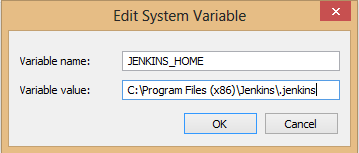 Edit System Variable
Variable name: JENKINS_HOME
Variable value: C:\Program Files (x86)\Jenkins\.jenkins
OK Cancel